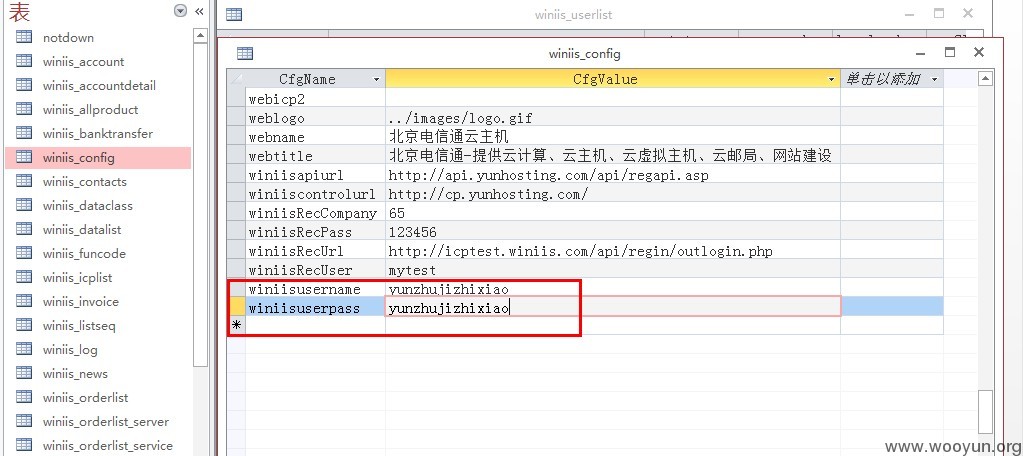 表
notdown
winiis_account
winiis_accountdetail
winiis_allproduct
winiis_banktransfer
winiis_config
winiis_contacts
winiis_dataclass
winiis_datalist
winiis_funcode
winiis_icplist
winiis_invoice
winiis_listseq
winiis_log
winiis_news
winiis_orderlist
winiis_orderlist_server
winiis_orderlist_service
winiis_userlist
winiis_config
CfgName CfgValue 单击以添加
webicp2
weblogo ../images/logo.gif
webname 北京电信通云主机
webtitle 北京电信通-提供云计算、云主机、云虚拟主机、云邮局、网站建设
winiisapiurl http://api.yunhosting.com/api/regapi.asp
winiiscontrolurl http://cp.yunhosting.com/
winiisRecCompany 65
winiisRecPass 123456
winiisRecUrl http://icptest.winiis.com/api/regin/outlogin.php
winiisRecUser mytest
winiisusername yunzhujizhixiao
winiisuserpass yunzhujizhixiao
www.wooyun.org